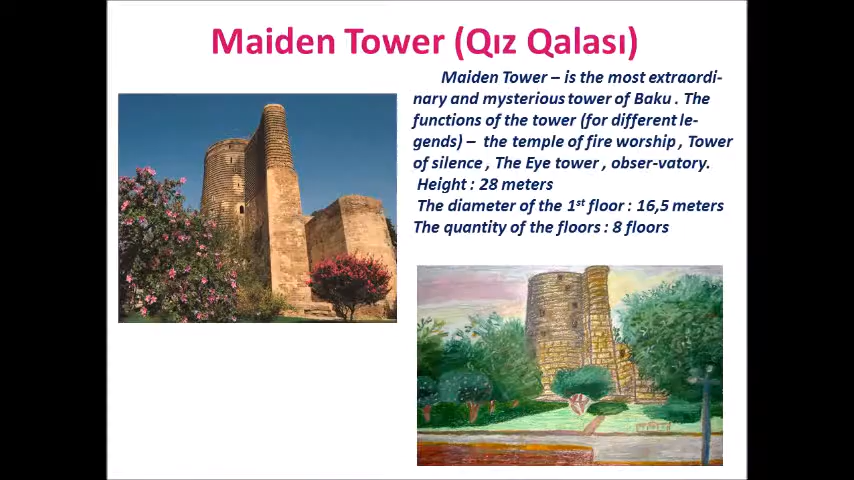 Maiden Tower (Qız Qalası)
Maiden Tower – is the most extraordi-
nary and mysterious tower of Baku . The
functions of the tower (for different le-
gends) – the temple of fire worship , Tower
of silence , The Eye tower , obser-vatory.
Height : 28 meters
The diameter of the 1st floor : 16,5 meters
The quantity of the floors : 8 floors